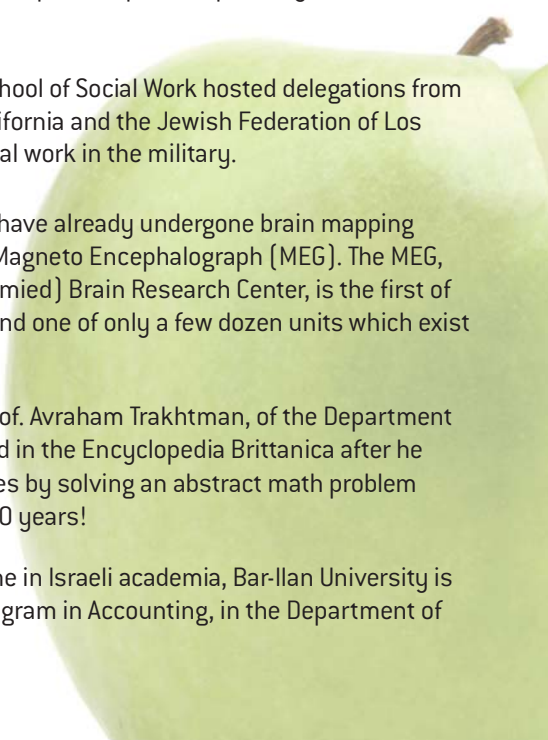 hool of Social Work hosted delegations from
ifornia and the Jewish Federation of Los
al work in the military.
have already undergone brain mapping
Magneto Encephalograph (MEG). The MEG,
mied) Brain Research Center, is the first of
nd one of only a few dozen units which exist
of. Avraham Trakhtman, of the Department
d in the Encyclopedia Brittanica after he
es by solving an abstract math problem
0 years!
ne in Israeli academia, Bar-Ilan University is
gram in Accounting, in the Department of